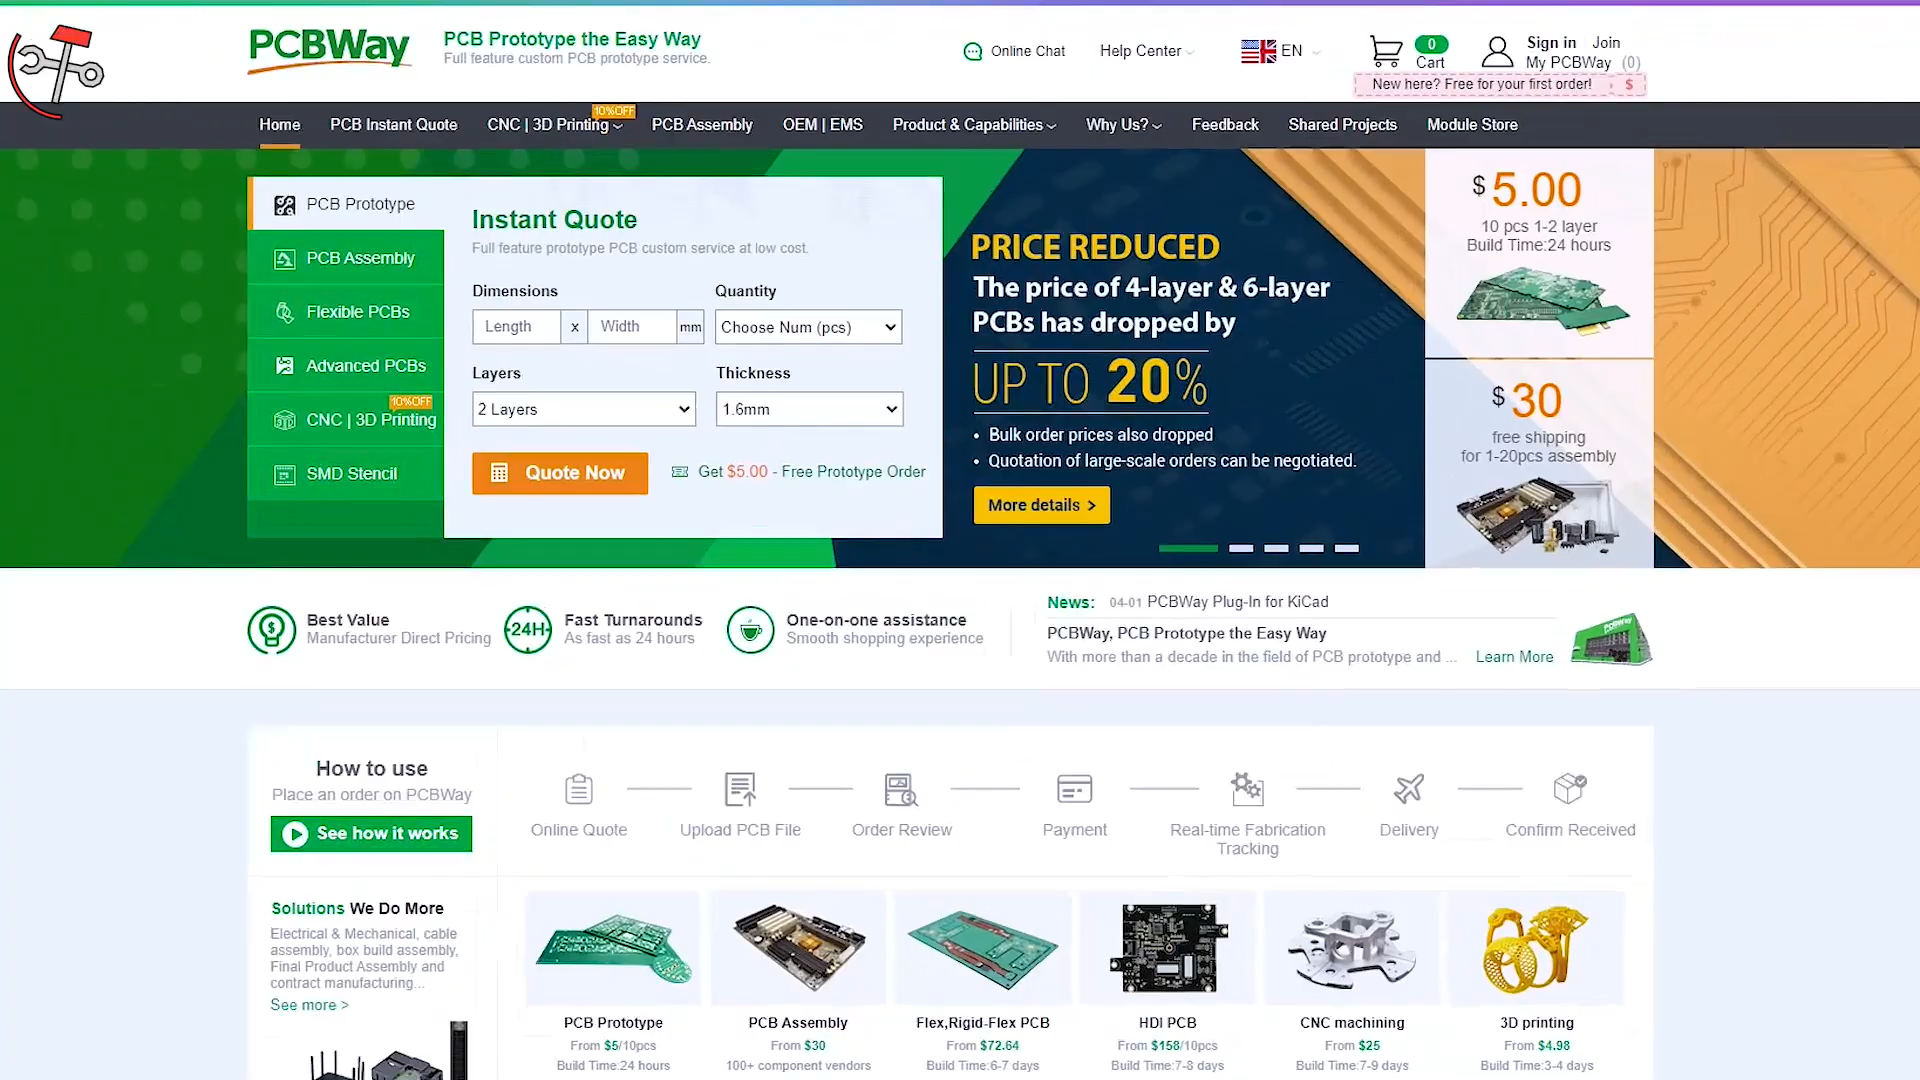 PCBWay
PCB Prototype the Easy Way
Full feature custom PCB prototype service.
Online Chat
Help Center
EN
0
Cart
Sign in
Join
My PCBWay (0)
New here? Free for your first order! $
Home
PCB Instant Quote
CNC | 3D Printing
10%OFF
PCB Assembly
OEM | EMS
Product & Capabilities
Why Us?
Feedback
Shared Projects
Module Store
PCB Prototype
PCB Assembly
Flexible PCBs
Advanced PCBs
10%OFF
CNC | 3D Printing
SMD Stencil
Instant Quote
Full feature prototype PCB custom service at low cost.
Dimensions
Quantity
Length x Width mm
Choose Num (pcs)
Layers
Thickness
2 Layers
1.6mm
Quote Now
Get $5.00 - Free Prototype Order
PRICE REDUCED
The price of 4-layer & 6-layer
PCBs has dropped by
UP TO 20%
• Bulk order prices also dropped
• Quotation of large-scale orders can be negotiated.
More details >
$5.00
10 pcs 1-2 layer
Build Time:24 hours
$30
free shipping
for 1-20pcs assembly
Best Value
Manufacturer Direct Pricing
24H
Fast Turnarounds
As fast as 24 hours
One-on-one assistance
Smooth shopping experience
News: 04-01 PCBWay Plug-In for KiCad
PCBWay, PCB Prototype the Easy Way
With more than a decade in the field of PCB prototype and ... Learn More
PCBWay
How to use
Place an order on PCBWay
See how it works
Online Quote
Upload PCB File
Order Review
Payment
Real-time Fabrication
Tracking
Delivery
Confirm Received
Solutions We Do More
Electrical & Mechanical, cable
assembly, box build assembly,
Final Product Assembly and
contract manufacturing...
See more >
PCB Prototype
From $5/10pcs
Build Time:24 hours
PCB Assembly
From $30
100+ component vendors
Flex,Rigid-Flex PCB
From $72.64
Build Time:6-7 days
HDI PCB
From $158/10pcs
Build Time:7-8 days
CNC machining
From $25
Build Time:7-9 days
3D printing
From $4.98
Build Time:3-4 days